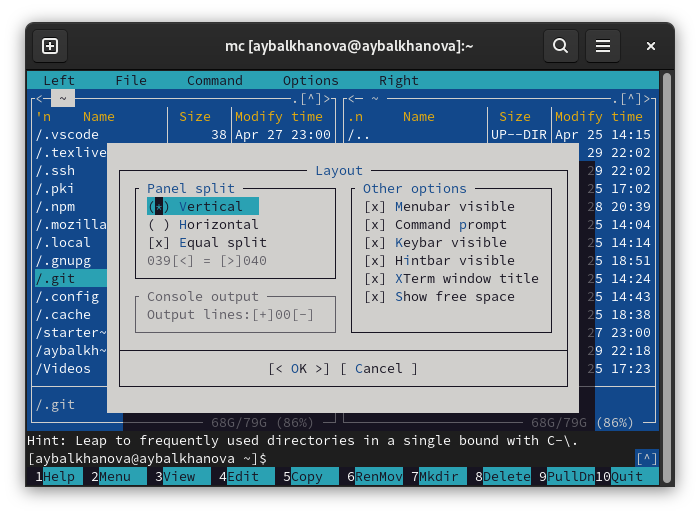 mc [aybalkhanova@aybalkhanova]:~
Left File Command Options Right
<— ~ .[^]> <— ~ .[^]>
'n Name Size Modify time .n Name Size Modify time
/.vscode 38 Apr 27 23:00 /.. UP--DIR Apr 25 14:15
/.texlive 29 22:02
/.ssh 29 22:02
/.pki 25 17:02
/.npm 28 20:39
/.mozilla 25 14:04
/.local 25 14:14
/.gnupg 25 18:51
/.git 25 14:24
/.config 25 14:43
/.cache 25 18:38
/starter~ 27 23:00
/aybalkh~ 29 22:18
/Videos 25 17:23
Layout
Panel split
(*) Vertical
( ) Horizontal
[x] Equal split
039[<] = [>]040
Console output
Output lines:[+]00[-]
Other options
[x] Menubar visible
[x] Command prompt
[x] Keybar visible
[x] Hintbar visible
[x] XTerm window title
[x] Show free space
[< OK >] [ Cancel ]
/.git
68G/79G (86%) 68G/79G (86%)
Hint: Leap to frequently used directories in a single bound with C-\.
[aybalkhanova@aybalkhanova ~]$ [^]
1Help 2Menu 3View 4Edit 5Copy 6RenMov 7Mkdir 8Delete 9PullDn 10Quit